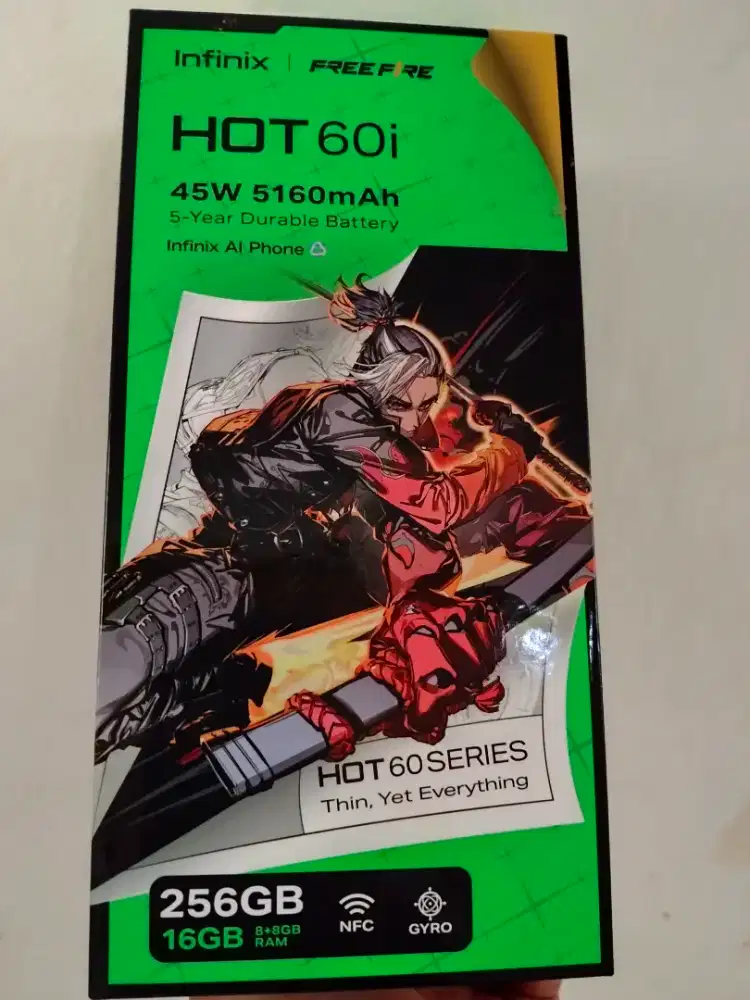 Infinix | FREE FIRE
HOT 60i
45W 5160mAh
5-Year Durable Battery
Infinix AI Phone
HOT 60 SERIES
Thin, Yet Everything
256GB
16GB 8+8GB RAM
NFC
GYRO